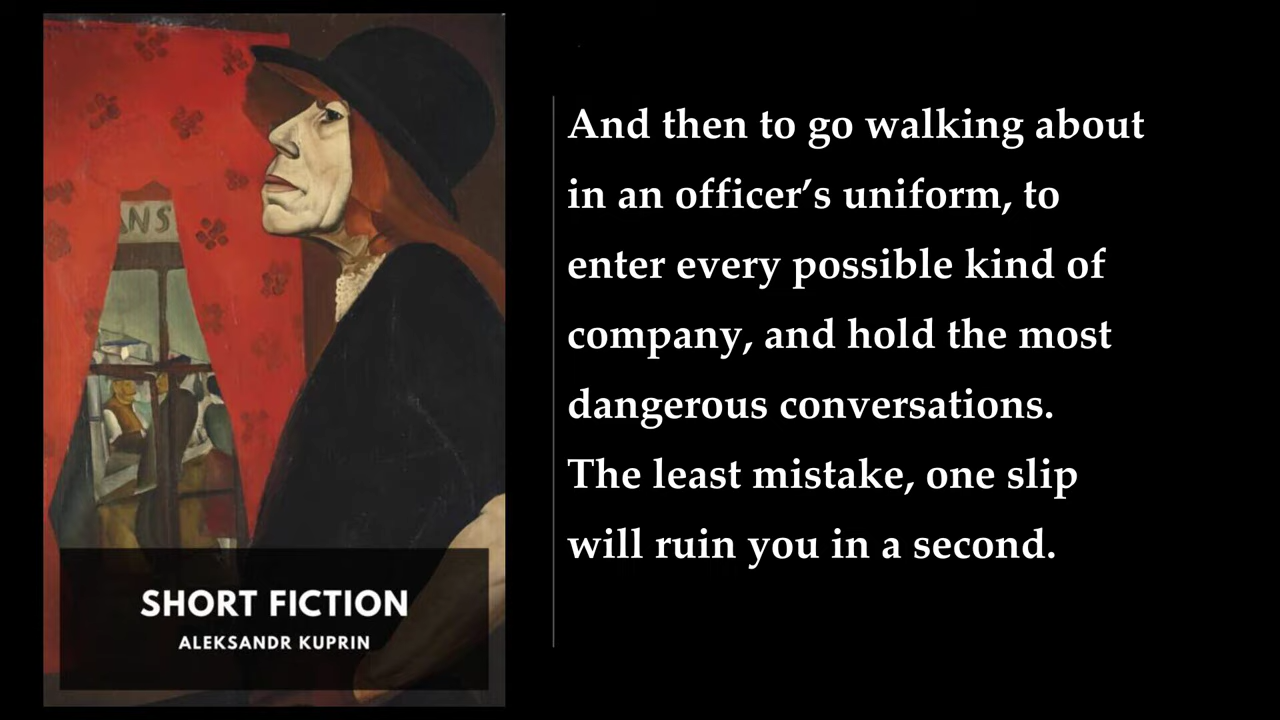 ANS
SHORT FICTION
ALEKSANDR KUPRIN
And then to go walking about
in an officer’s uniform, to
enter every possible kind of
company, and hold the most
dangerous conversations.
The least mistake, one slip
will ruin you in a second.